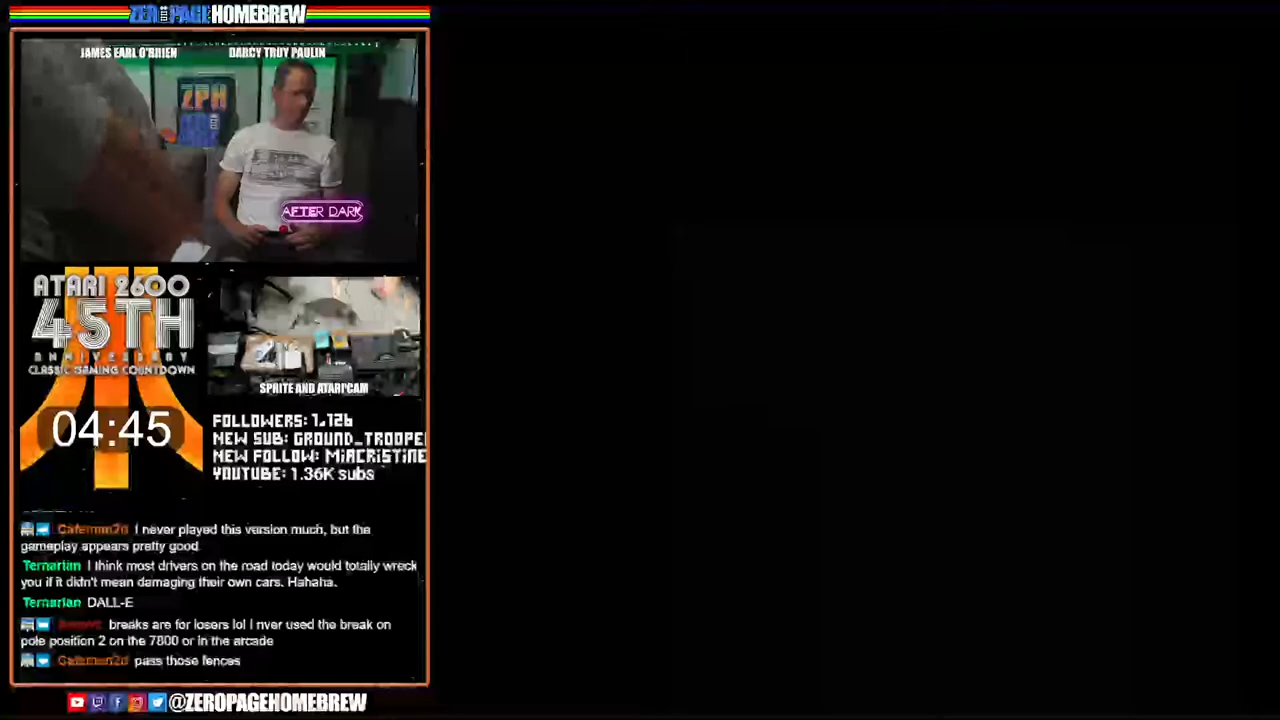 ZEROPAGEHOMEBREW
JAMES EARL O'BRIEN
DARCY TROY PAULIN
ZPH
AFTER DARK
ATARI 2600
45TH
ANNIVERSARY
CLASSIC GAMING COUNTDOWN
04:45
SPRITE AND ATARI CAM
FOLLOWERS: 1,126
NEW SUB: GROUND_TROOPE
NEW FOLLOW: MIACRISTINE
YOUTUBE: 1.36K subs
Cafeman2d I never played this version much, but the
gameplay appears pretty good
Ternarian I think most drivers on the road today would totally wreck
you if it didn't mean damaging their own cars. Hahaha.
Ternarian DALL-E
breaks are for losers lol I nver used the break on
pole position 2 on the 7800 or in the arcade
Cafeman2d pass those fences
@ZEROPAGEHOMEBREW